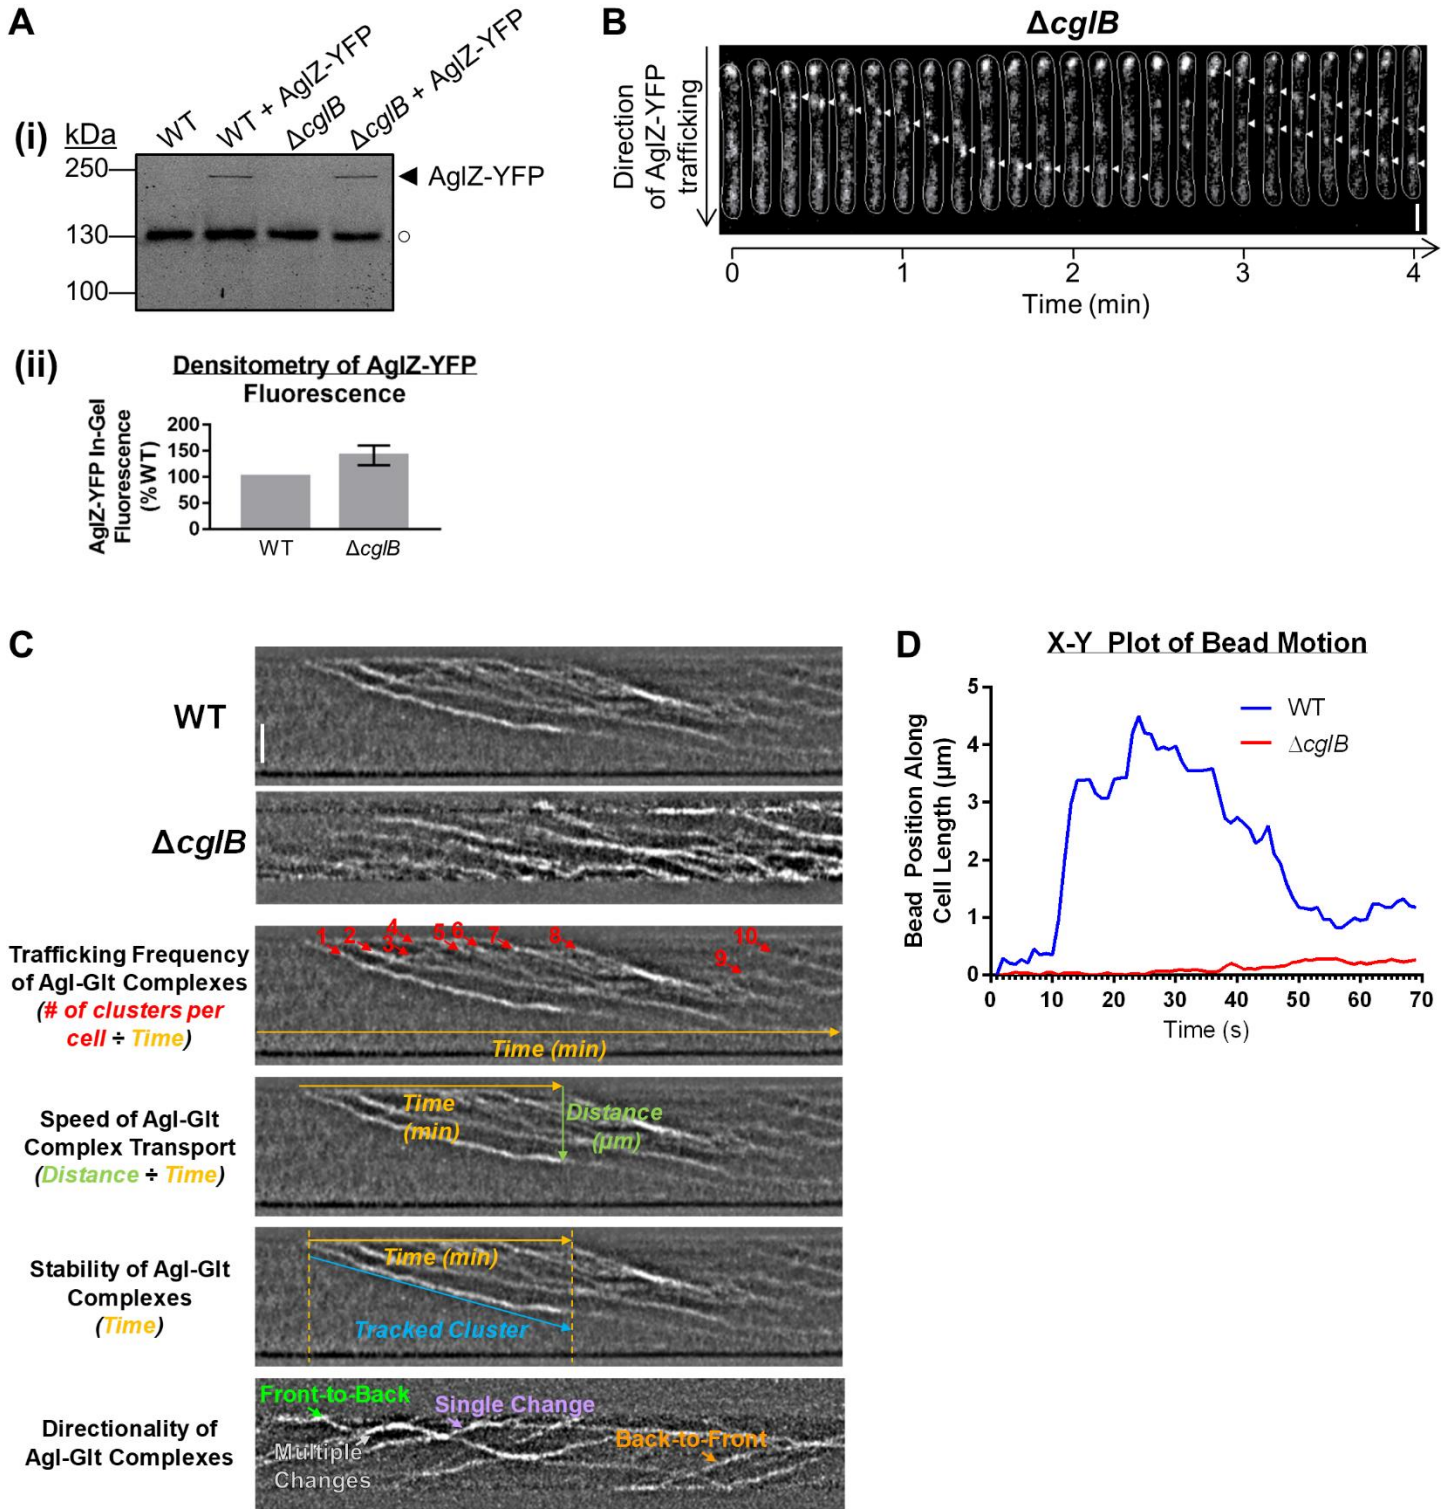 A
(i)
kDa
WT
WT + AglZ-YFP
ΔcglB
ΔcglB + AglZ-YFP
250
AglZ-YFP
130
100
(ii)
Densitometry of AglZ-YFP
Fluorescence
AglZ-YFP In-Gel
Fluorescence
(%WT)
200
150
100
50
0
WT
ΔcglB
B
ΔcglB
Direction
of AglZ-YFP
trafficking
0 1 2 3 4
Time (min)
C
WT
ΔcglB
Trafficking Frequency
of Agl-Glt Complexes
(# of clusters per
cell ÷ Time)
1 2 3 4 5 6 7 8 9 10
Time (min)
Speed of Agl-Glt
Complex Transport
(Distance ÷ Time)
Time
(min)
Distance
(µm)
Stability of Agl-Glt
Complexes
(Time)
Time (min)
Tracked Cluster
Directionality of
Agl-Glt Complexes
Front-to-Back
Single Change
Multiple
Changes
Back-to-Front
D
X-Y Plot of Bead Motion
Bead Position Along
Cell Length (µm)
5
4
3
2
1
0
WT
ΔcglB
0 10 20 30 40 50 60 70
Time (s)